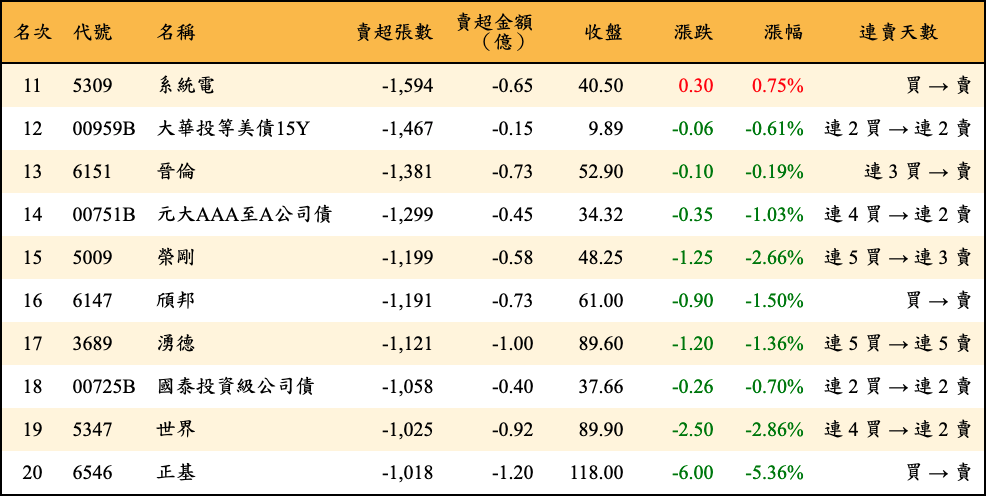 名次 代號 名稱 賣超張數 賣超金額（億） 收盤 漲跌 漲幅 連賣天數
11 5309 系統電 -1,594 -0.65 40.50 0.30 0.75% 買 → 賣
12 00959B 大華投等美債15Y -1,467 -0.15 9.89 -0.06 -0.61% 連 2 買 → 連 2 賣
13 6151 晉倫 -1,381 -0.73 52.90 -0.10 -0.19% 連 3 買 → 賣
14 00751B 元大AAA至A公司債 -1,299 -0.45 34.32 -0.35 -1.03% 連 4 買 → 連 2 賣
15 5009 榮剛 -1,199 -0.58 48.25 -1.25 -2.66% 連 5 買 → 連 3 賣
16 6147 頎邦 -1,191 -0.73 61.00 -0.90 -1.50% 買 → 賣
17 3689 湧德 -1,121 -1.00 89.60 -1.20 -1.36% 連 5 買 → 連 5 賣
18 00725B 國泰投資級公司債 -1,058 -0.40 37.66 -0.26 -0.70% 連 2 買 → 連 2 賣
19 5347 世界 -1,025 -0.92 89.90 -2.50 -2.86% 連 4 買 → 連 2 賣
20 6546 正基 -1,018 -1.20 118.00 -6.00 -5.36% 買 → 賣